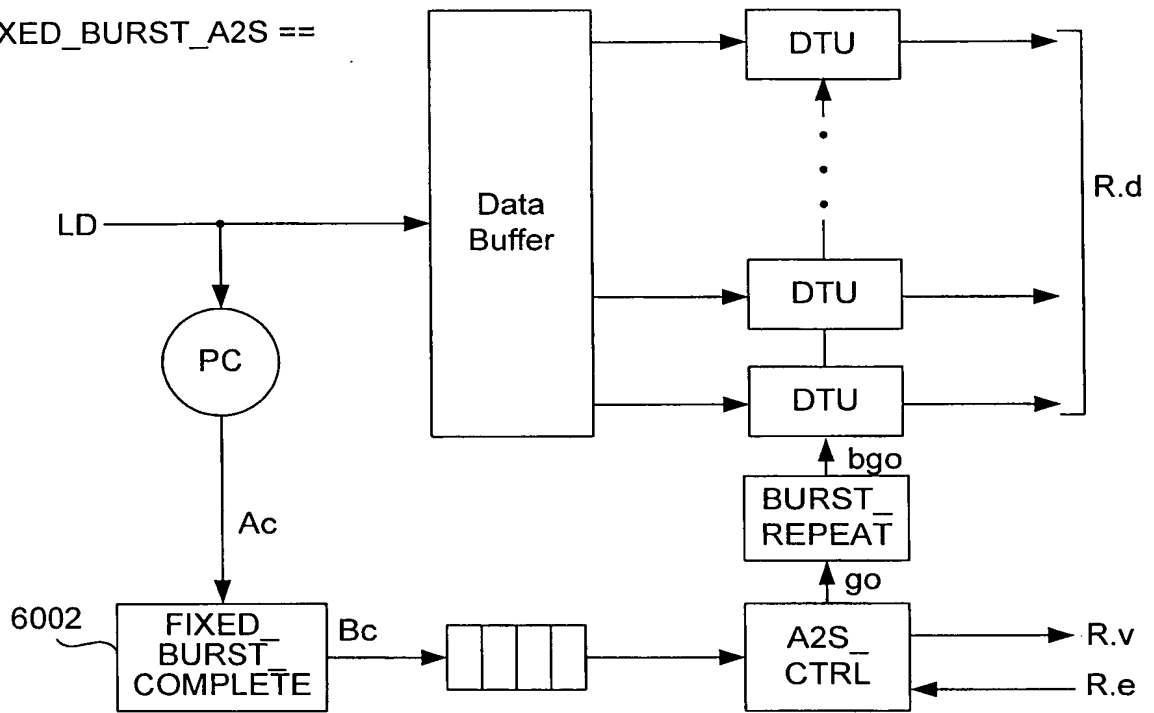 XED_BURST_A2S ==
DTU
LD
Data
Buffer
R.d
DTU
PC
DTU
bgo
BURST_
REPEAT
Ac
go
6002
FIXED_
BURST_
COMPLETE
Bc
A2S_
CTRL
R.v
R.e